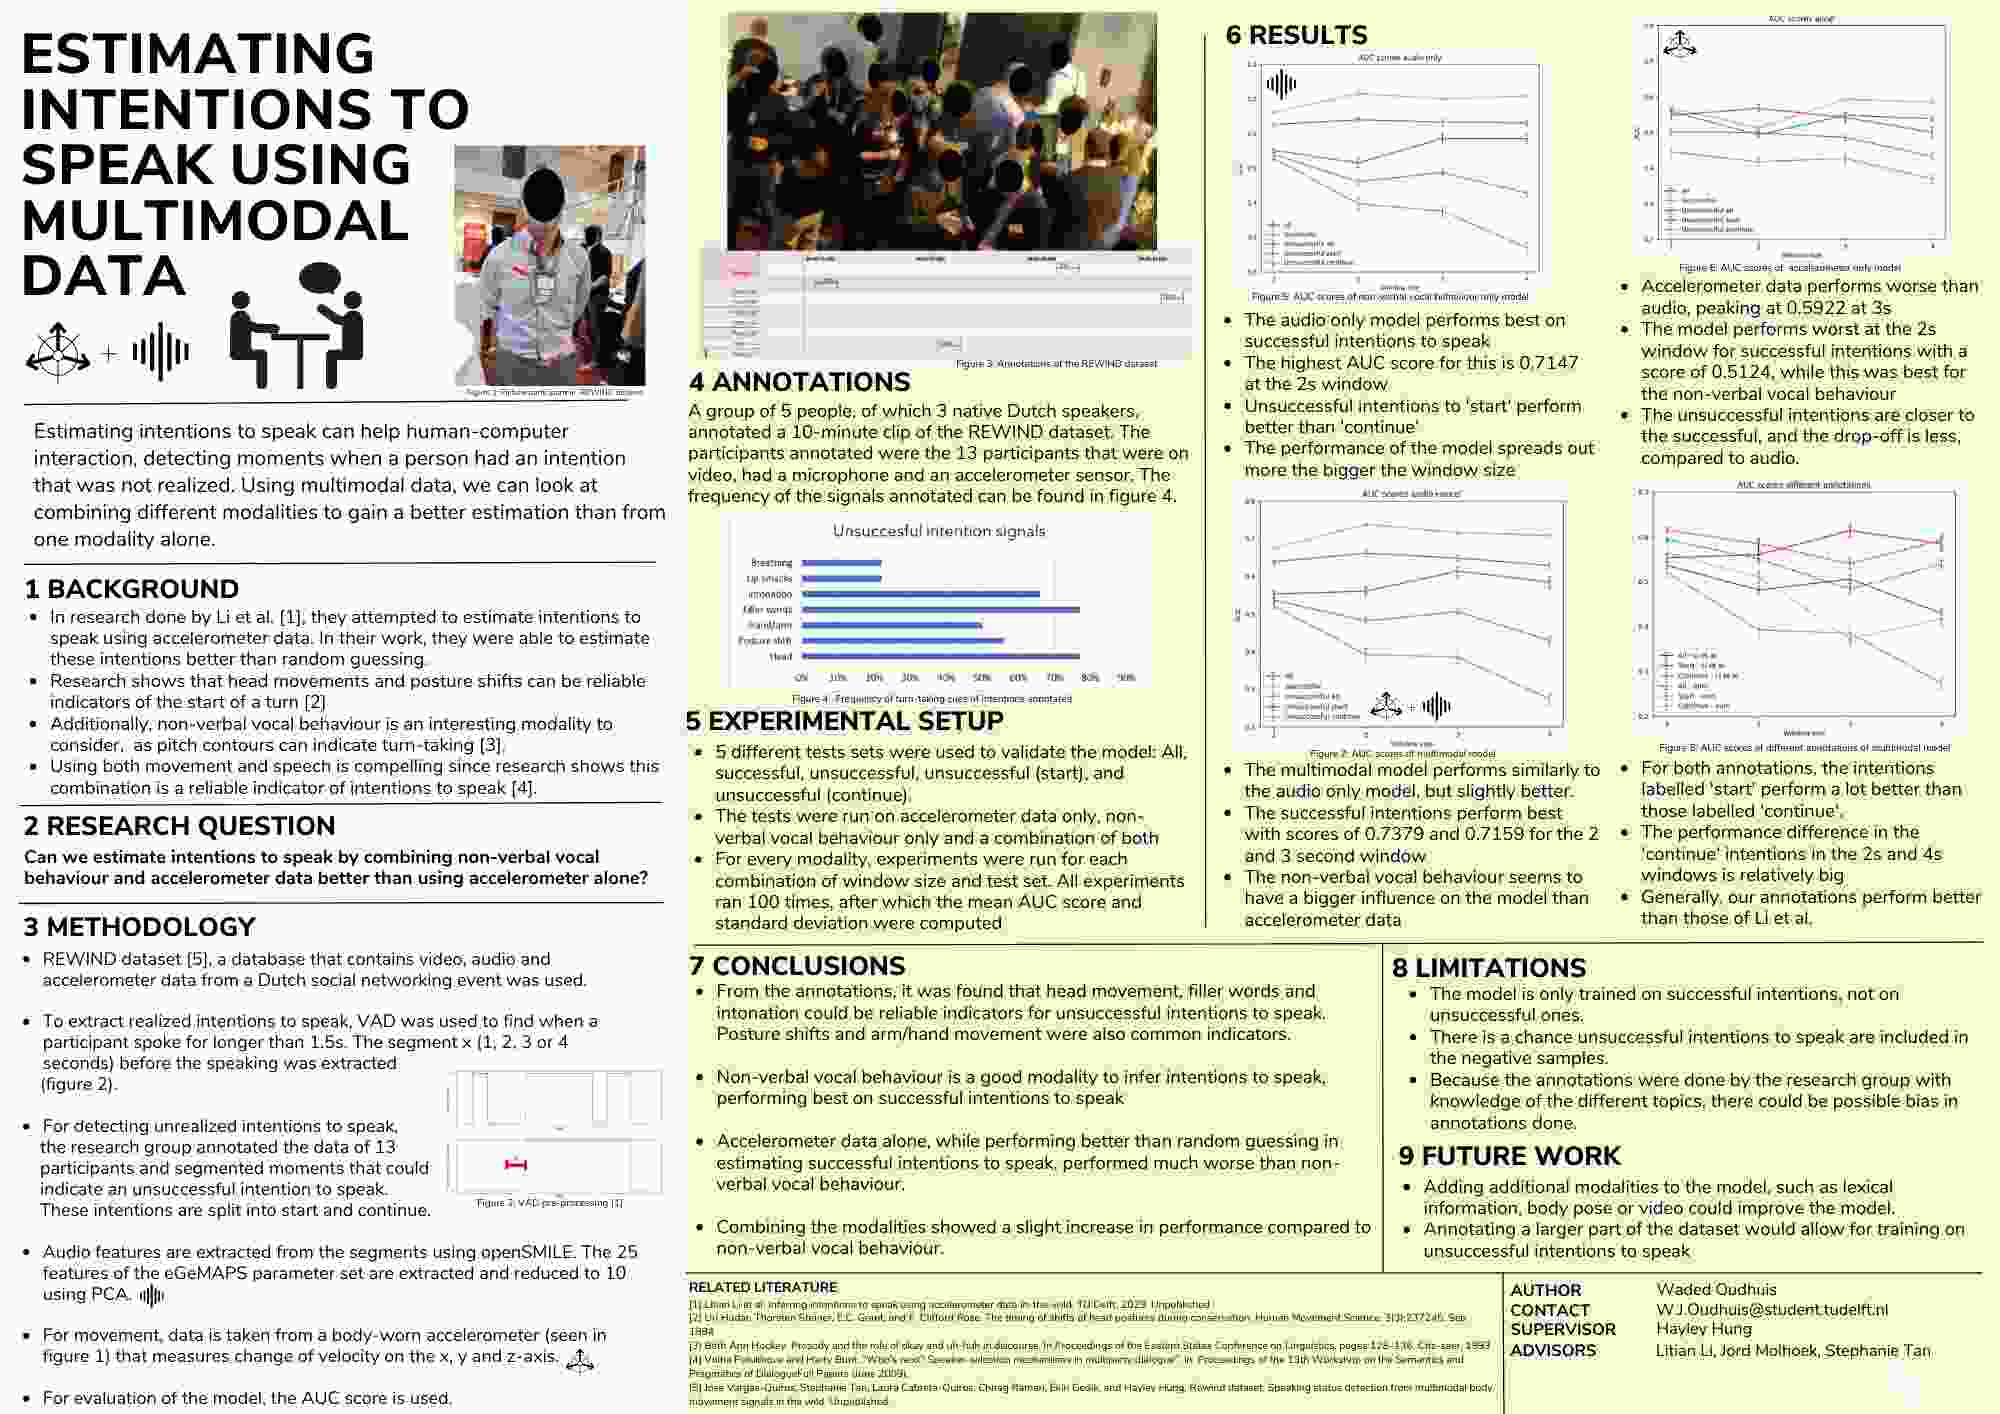 ESTIMATING
INTENTIONS TO
SPEAK USING
MULTIMODAL
DATA
+
Estimating intentions to speak can help human-computer
interaction, detecting moments when a person had an intention
that was not realized. Using multimodal data, we can look at
combining different modalities to gain a better estimation than from
one modality alone.
1 BACKGROUND
• In research done by Li et al. [1], they attempted to estimate intentions to
speak using accelerometer data. In their work, they were able to estimate
these intentions better than random guessing.
• Research shows that head movements and posture shifts can be reliable
indicators of the start of a turn [2]
• Additionally, non-verbal vocal behaviour is an interesting modality to
consider, as pitch contours can indicate turn-taking [3].
• Using both movement and speech is compelling since research shows this
combination is a reliable indicator of intentions to speak [4].
2 RESEARCH QUESTION
Can we estimate intentions to speak by combining non-verbal vocal
behaviour and accelerometer data better than using accelerometer alone?
3 METHODOLOGY
• REWIND dataset [5], a database that contains video, audio and
accelerometer data from a Dutch social networking event was used.
• To extract realized intentions to speak, VAD was used to find when a
participant spoke for longer than 1.5s. The segment x (1, 2, 3 or 4
seconds) before the speaking was extracted
(figure 2).
• For detecting unrealized intentions to speak,
the research group annotated the data of 13
participants and segmented moments that could
indicate an unsuccessful intention to speak.
These intentions are split into start and continue.
Figure 2: VAD pre-processing [1]
• Audio features are extracted from the segments using openSMILE. The 25
features of the eGeMAPS parameter set are extracted and reduced to 10
using PCA.
• For movement, data is taken from a body-worn accelerometer (seen in
figure 1) that measures change of velocity on the x, y and z-axis.
• For evaluation of the model, the AUC score is used.
Figure 3: Annotations of the REWIND dataset
4 ANNOTATIONS
A group of 5 people, of which 3 native Dutch speakers,
annotated a 10-minute clip of the REWIND dataset. The
participants annotated were the 13 participants that were on
video, had a microphone and an accelerometer sensor. The
frequency of the signals annotated can be found in figure 4.
Unsuccesful intention signals
Breathing
Lip smacks
Intonation
Filler words
Hand/arm
Posture shift
Head
0% 10% 20% 30% 40% 50% 60% 70% 80% 90%
Figure 4: Frequency of turn-taking cues of intentions annotated
5 EXPERIMENTAL SETUP
• 5 different tests sets were used to validate the model: All,
successful, unsuccessful, unsuccessful (start), and
unsuccessful (continue).
• The tests were run on accelerometer data only, non-
verbal vocal behaviour only and a combination of both
• For every modality, experiments were run for each
combination of window size and test set. All experiments
ran 100 times, after which the mean AUC score and
standard deviation were computed
6 RESULTS
AUC scores audio only
Window size
Figure 5: AUC scores of non-verbal vocal behaviour only model
• The audio only model performs best on
successful intentions to speak
• The highest AUC score for this is 0,7147
at the 2s window
• Unsuccessful intentions to 'start' perform
better than 'continue'
• The performance of the model spreads out
more the bigger the window size
AUC scores audio+accel
Window size
Figure 7: AUC scores of multimodal model
• The multimodal model performs similarly to
the audio only model, but slightly better.
• The successful intentions perform best
with scores of 0.7379 and 0.7159 for the 2
and 3 second window
• The non-verbal vocal behaviour seems to
have a bigger influence on the model than
accelerometer data
AUC scores accel
Window size
Figure 6: AUC scores of accelerometer only model
• Accelerometer data performs worse than
audio, peaking at 0.5922 at 3s
• The model performs worst at the 2s
window for successful intentions with a
score of 0.5124, while this was best for
the non-verbal vocal behaviour
• The unsuccessful intentions are closer to
the successful, and the drop-off is less,
compared to audio.
AUC scores different annotations
Window size
Figure 8: AUC scores of different annotations of multimodal model
• For both annotations, the intentions
labelled 'start' perform a lot better than
those labelled 'continue'.
• The performance difference in the
'continue' intentions in the 2s and 4s
windows is relatively big
• Generally, our annotations perform better
than those of Li et al.
7 CONCLUSIONS
• From the annotations, it was found that head movement, filler words and
intonation could be reliable indicators for unsuccessful intentions to speak.
Posture shifts and arm/hand movement were also common indicators.
• Non-verbal vocal behaviour is a good modality to infer intentions to speak,
performing best on successful intentions to speak
• Accelerometer data alone, while performing better than random guessing in
estimating successful intentions to speak, performed much worse than non-
verbal vocal behaviour.
• Combining the modalities showed a slight increase in performance compared to
non-verbal vocal behaviour.
8 LIMITATIONS
• The model is only trained on successful intentions, not on
unsuccessful ones.
• There is a chance unsuccessful intentions to speak are included in
the negative samples.
• Because the annotations were done by the research group with
knowledge of the different topics, there could be possible bias in
annotations done.
9 FUTURE WORK
• Adding additional modalities to the model, such as lexical
information, body pose or video could improve the model.
• Annotating a larger part of the dataset would allow for training on
unsuccessful intentions to speak
RELATED LITERATURE
[1] Litian Li et al. Inferring intentions to speak using accelerometer data in-the-wild. TU Delft, 2023. Unpublished
[2] Uri Hadar, Thorsten Steiner, E.C. Grant, and F. Clifford Rose. The timing of shifts of head postures during conservation. Human Movement Science, 3(3):237245, Sep
1984
[3] Beth Ann Hockey. Prosody and the role of okay and uh-huh in discourse. In Proceedings of the Eastern States Conference on Linguistics, pages 128–136. Cite-seer, 1993
[4] Volha Petukhova and Harry Bunt. "Who's next? Speaker-selection mechanisms in multiparty dialogue". In: Proceedings of the 13th Workshop on the Semantics and
Pragmatics of Dialogue Full Papers (June 2009).
[5] Jose Vargas-Quiros, Stephanie Tan, Laura Cabrera-Quiros, Chirag Raman, Ekin Gedik, and Hayley Hung. Rewind dataset: Speaking status detection from multimodal body
movement signals in the wild. Unpublished.
AUTHOR Waded Oudhuis
CONTACT W.J.Oudhuis@student.tudelft.nl
SUPERVISOR Hayley Hung
ADVISORS Litian Li, Jord Molhoek, Stephanie Tan